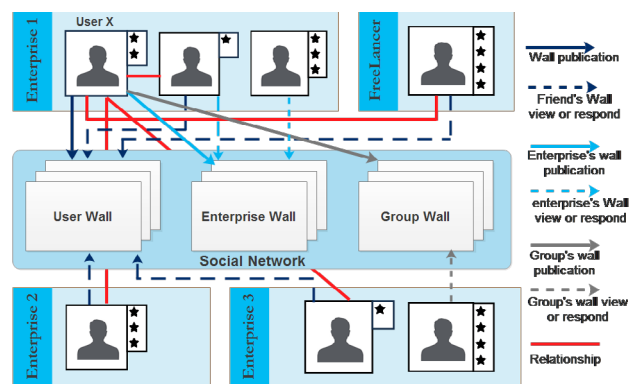 User X
Enterprise 1
FreeLancer
User Wall
Enterprise Wall
Group Wall
Social Network
Enterprise 2
Enterprise 3
Wall publication
Friend's Wall
view or respond
Enterprise's wall
publication
enterprise's Wall
view or respond
Group's wall
publication
Group's wall view
or respond
Relationship